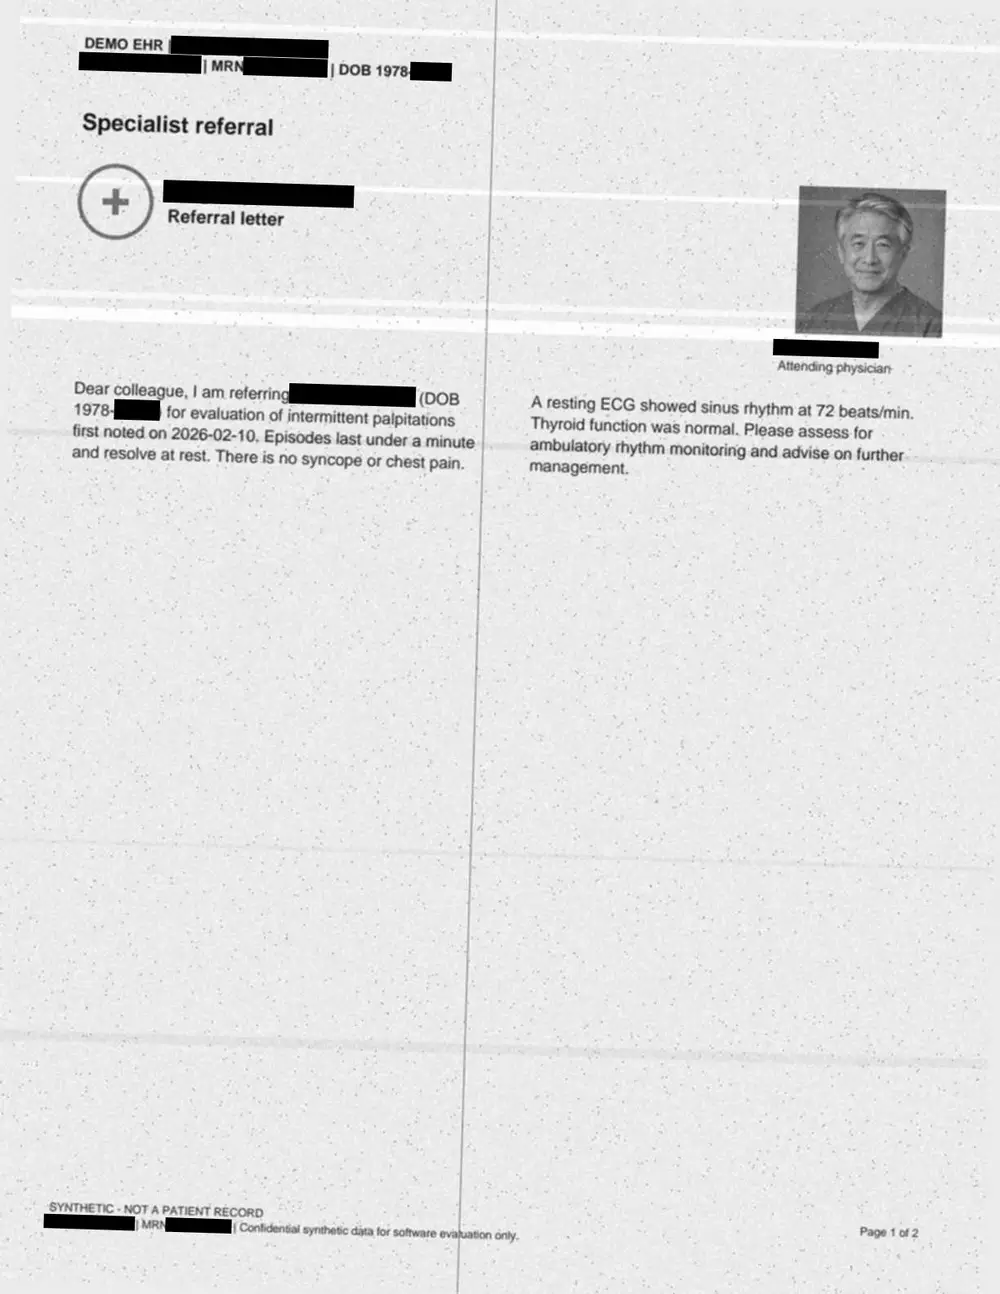 DEMO EHR |
| MRN | DOB 1978-
Specialist referral
Referral letter
Attending physician
Dear colleague, I am referring (DOB
1978- for evaluation of intermittent palpitations
first noted on 2026-02-10. Episodes last under a minute
and resolve at rest. There is no syncope or chest pain.
A resting ECG showed sinus rhythm at 72 beats/min.
Thyroid function was normal. Please assess for
ambulatory rhythm monitoring and advise on further
management.
SYNTHETIC - NOT A PATIENT RECORD
| MRN | Confidential synthetic data for software evaluation only.
Page 1 of 2